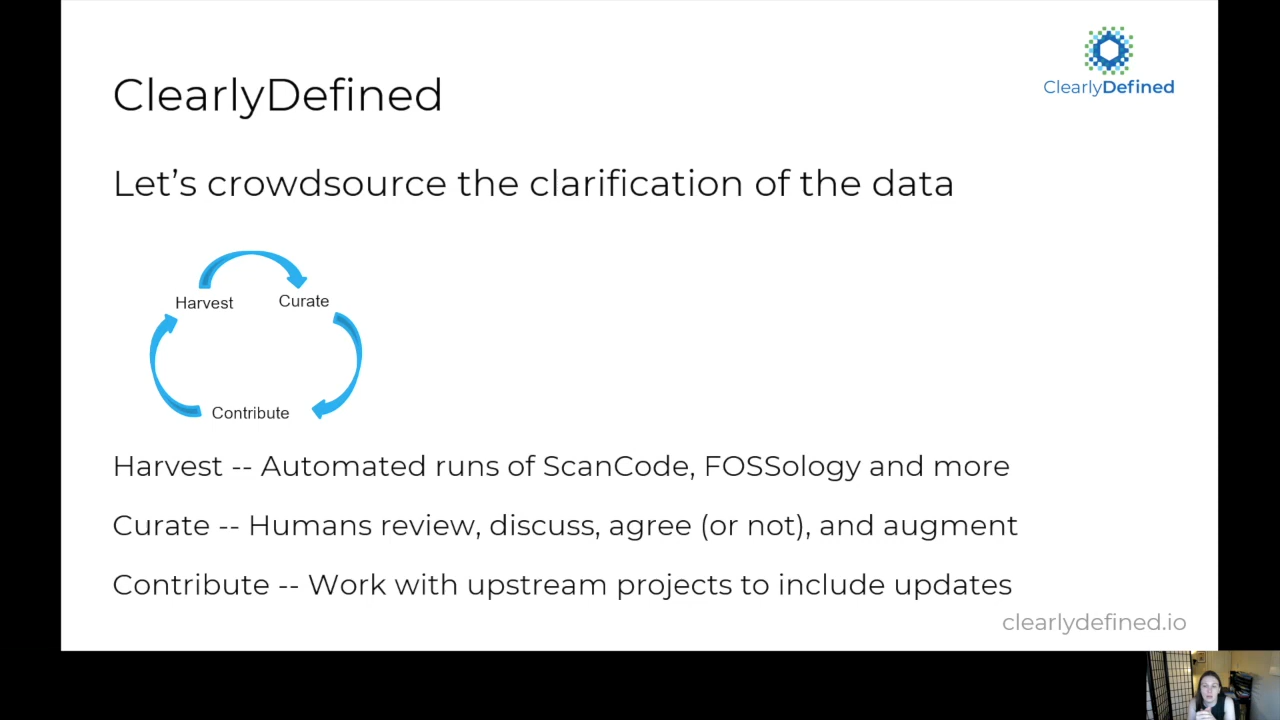 ClearlyDefined
ClearlyDefined
Let’s crowdsource the clarification of the data
Harvest
Curate
Contribute
Harvest -- Automated runs of ScanCode, FOSSology and more
Curate -- Humans review, discuss, agree (or not), and augment
Contribute -- Work with upstream projects to include updates
clearlydefined.io